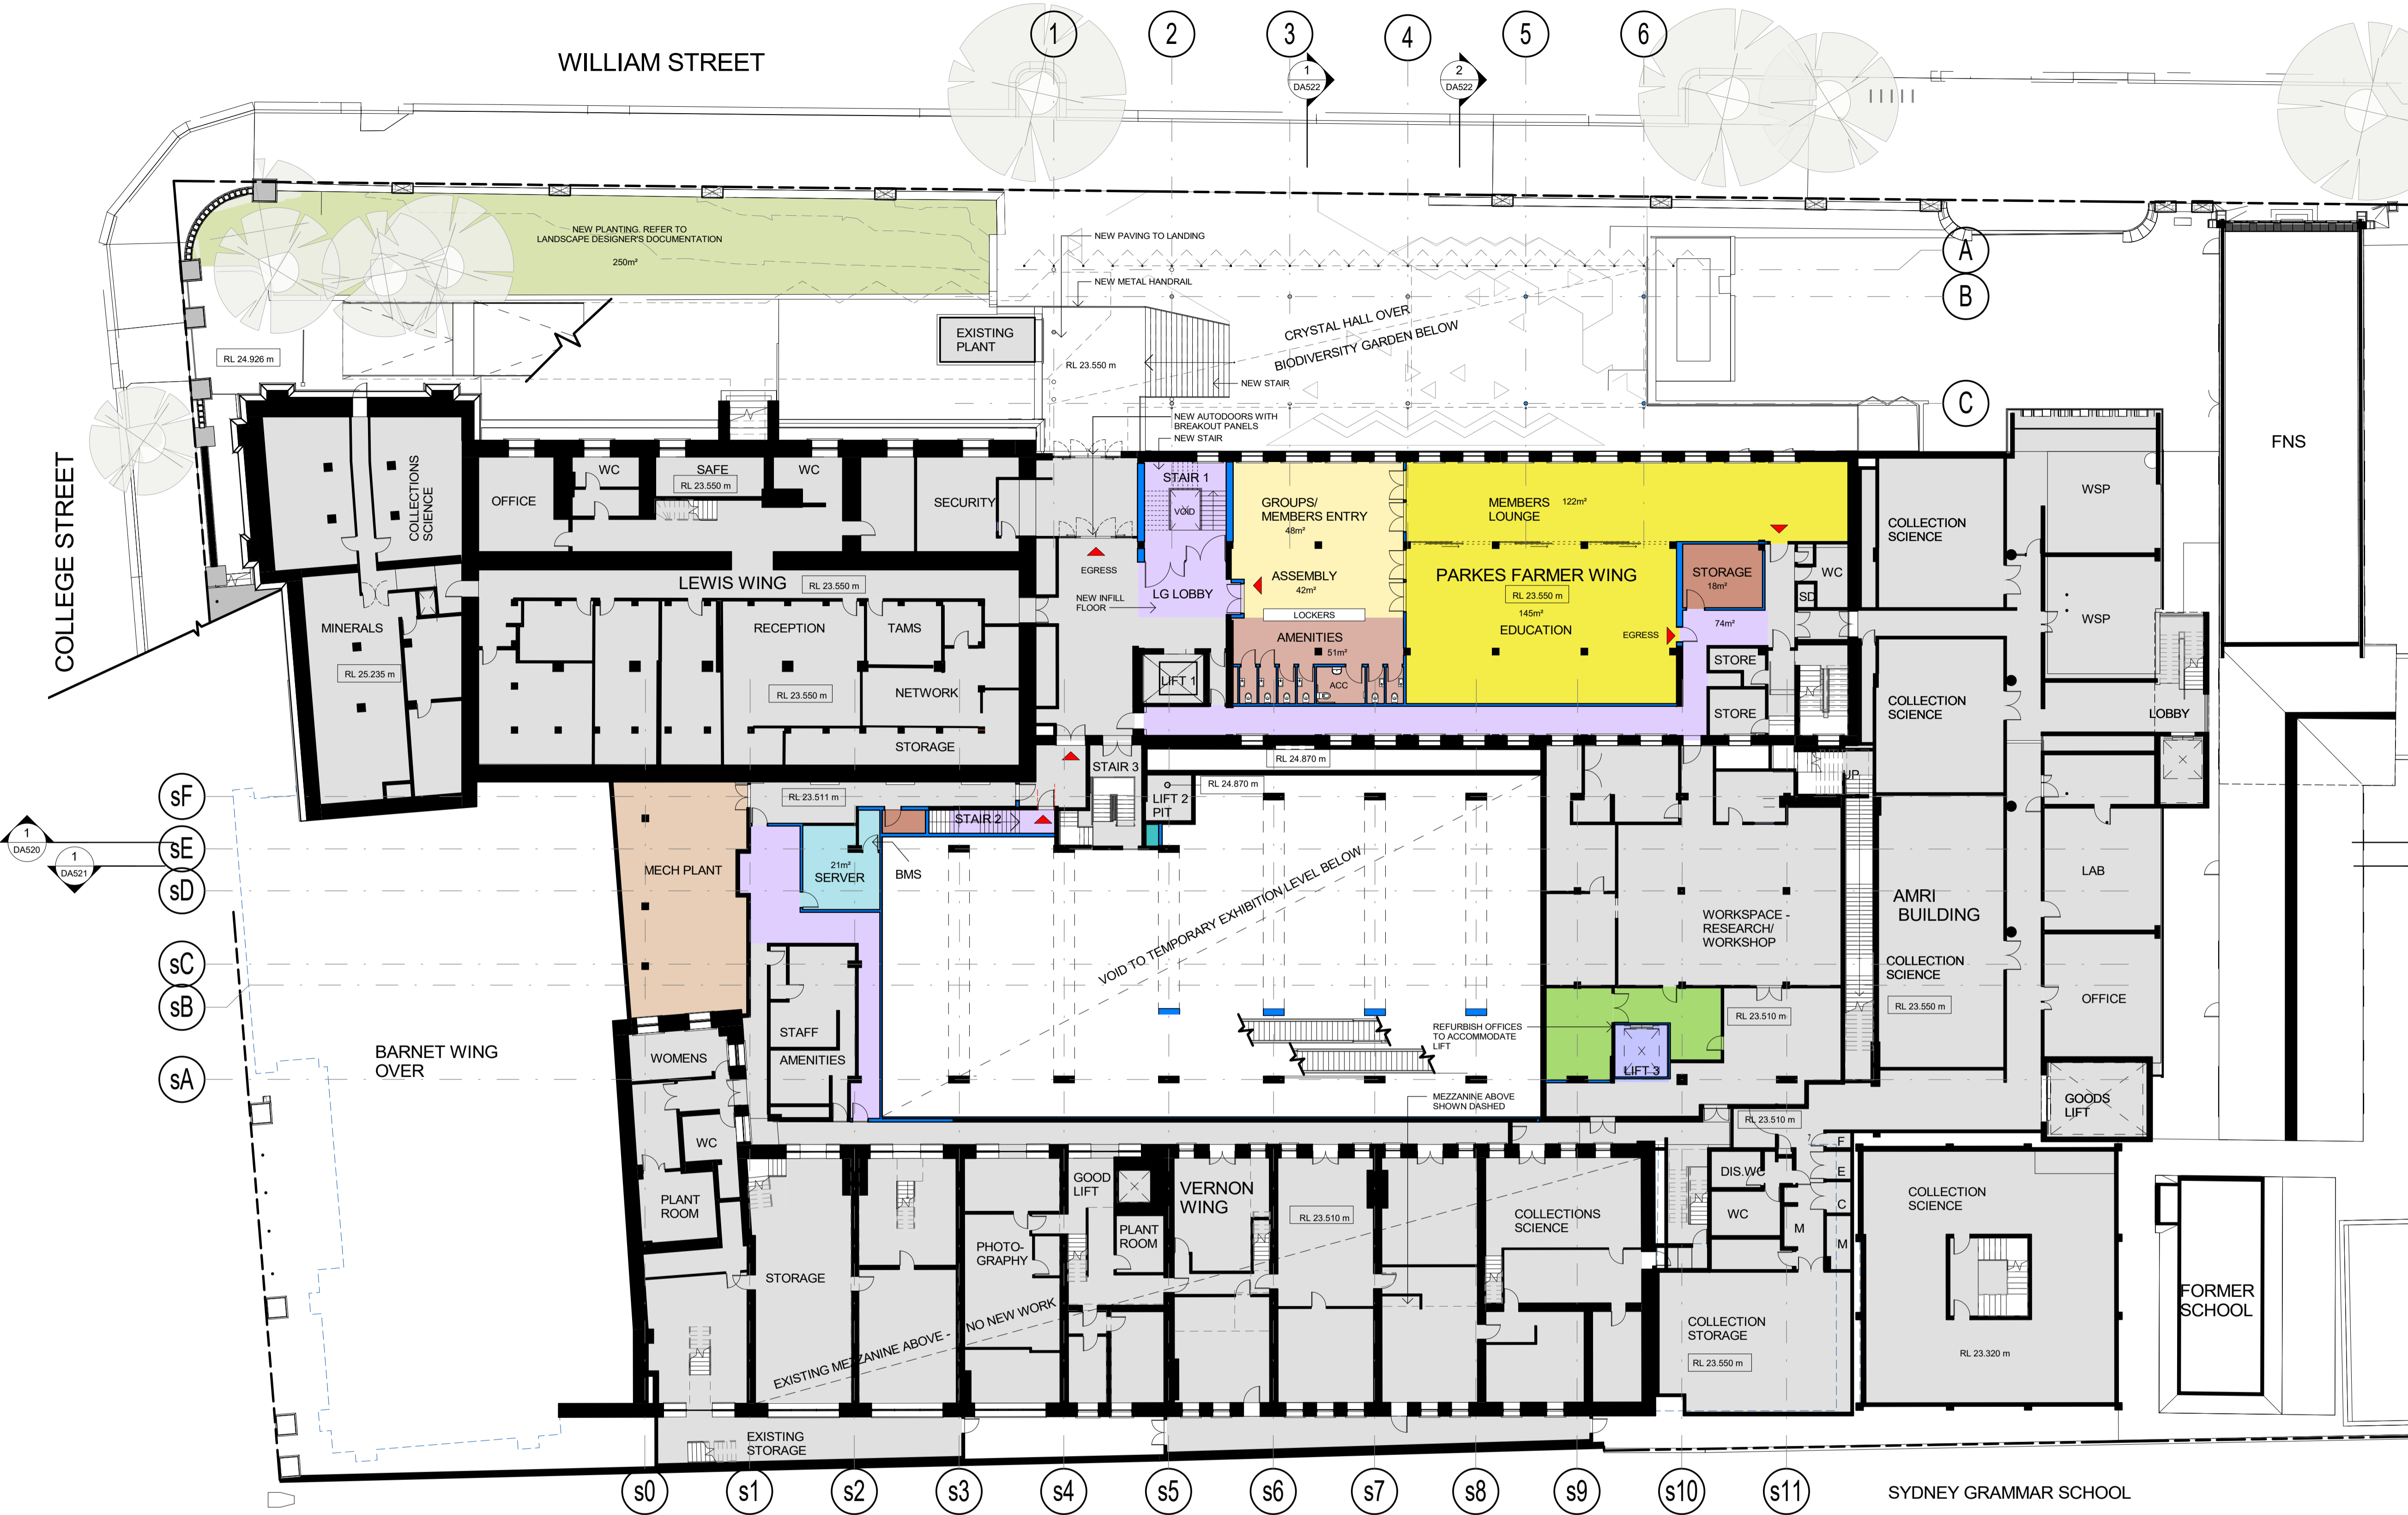 WILLIAM STREET
1
2
3
4
5
6
1
DA522
2
DA522
NEW PLANTING. REFER TO
LANDSCAPE DESIGNER'S DOCUMENTATION
250m²
NEW PAVING TO LANDING
NEW METAL HANDRAIL
A
B
C
CRYSTAL HALL OVER
BIODIVERSITY GARDEN BELOW
EXISTING
PLANT
RL 24.926 m
RL 23.550 m
NEW STAIR
NEW AUTODOORS WITH
BREAKOUT PANELS
NEW STAIR
FNS
COLLEGE STREET
COLLECTIONS
SCIENCE
OFFICE
WC
SAFE
RL 23.550 m
WC
SECURITY
STAIR 1
VOID
GROUPS/
MEMBERS ENTRY
48m²
MEMBERS
LOUNGE
122m²
COLLECTION
SCIENCE
WSP
EGRESS
LEWIS WING
RL 23.550 m
NEW INFILL
FLOOR
LG LOBBY
ASSEMBLY
42m²
LOCKERS
PARKES FARMER WING
RL 23.550 m
145m²
EDUCATION
STORAGE
18m²
WC
SD
74m²
EGRESS
WSP
MINERALS
RL 25.235 m
RECEPTION
TAMS
RL 23.550 m
NETWORK
STORAGE
AMENITIES
51m²
ACC
LIFT 1
STORE
STORE
COLLECTION
SCIENCE
LOBBY
STAIR 3
RL 24.870 m
RL 24.870 m
LIFT 2
PIT
UP
sF
sE
sD
sC
sB
sA
1
DA520
1
DA521
RL 23.511 m
STAIR 2
MECH PLANT
21m²
SERVER
BMS
VOID TO TEMPORARY EXHIBITION LEVEL BELOW
WORKSPACE -
RESEARCH/
WORKSHOP
AMRI
BUILDING
COLLECTION
SCIENCE
RL 23.550 m
LAB
OFFICE
BARNET WING
OVER
STAFF
AMENITIES
WOMENS
WC
PLANT
ROOM
REFURBISH OFFICES
TO ACCOMMODATE
LIFT
LIFT 3
RL 23.510 m
MEZZANINE ABOVE
SHOWN DASHED
RL 23.510 m
GOODS
LIFT
STORAGE
PHOTO-
GRAPHY
GOOD
LIFT
PLANT
ROOM
VERNON
WING
RL 23.510 m
COLLECTIONS
SCIENCE
DIS.WC
WC
F
E
C
M
M
COLLECTION
SCIENCE
RL 23.320 m
FORMER
SCHOOL
COLLECTION
STORAGE
RL 23.550 m
EXISTING MEZZANINE ABOVE - NO NEW WORK
EXISTING
STORAGE
s0
s1
s2
s3
s4
s5
s6
s7
s8
s9
s10
s11
SYDNEY GRAMMAR SCHOOL